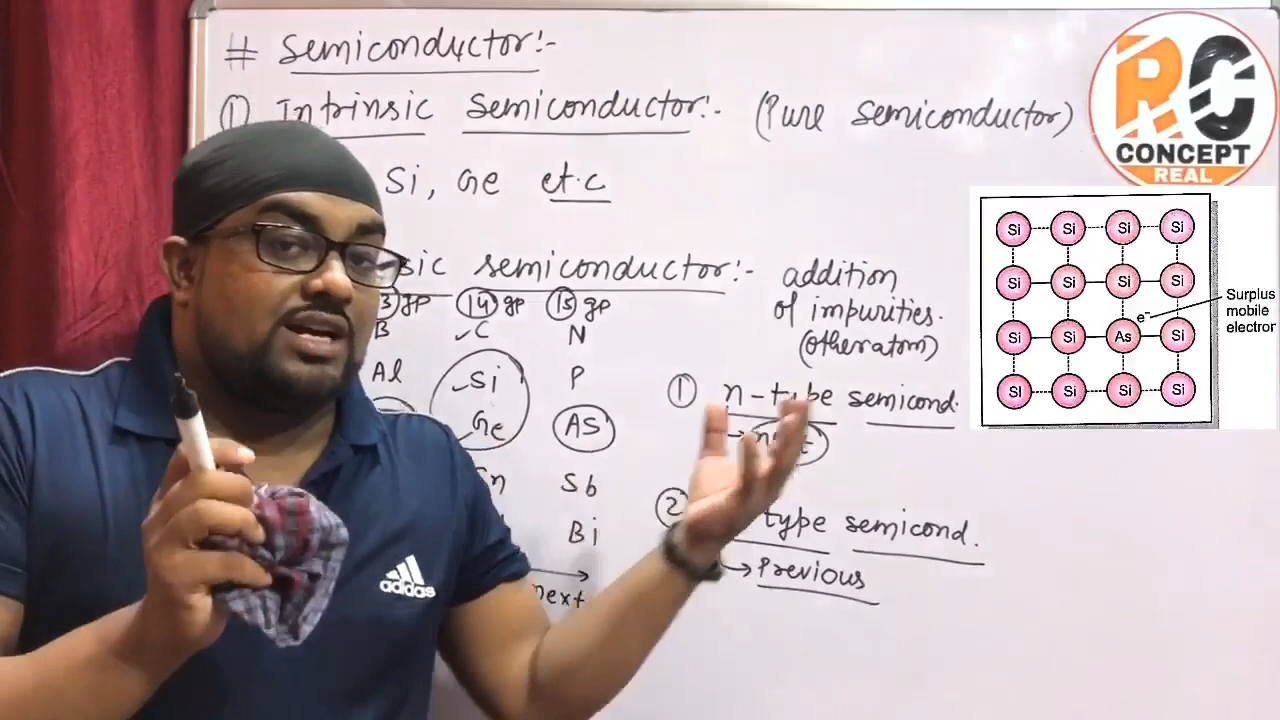 # Semiconductor:-
① Intrinsic semiconductor:- (Pure semiconductor)
Si, Ge etc
sic semiconductor:- addition
of impurities.
(other atom)
3 gp 14 gp 15 gp
B C N
Al Si P
Ge AS
Sn Sb
Bi
next
① n-type semicond.
→ next
② type semicond.
→ Previous
RC
CONCEPT
REAL
Si Si Si Si
Si Si Si Si
e⁻
Si Si As Si
SI Si Si Si
Surplus
mobile
electror
adidas